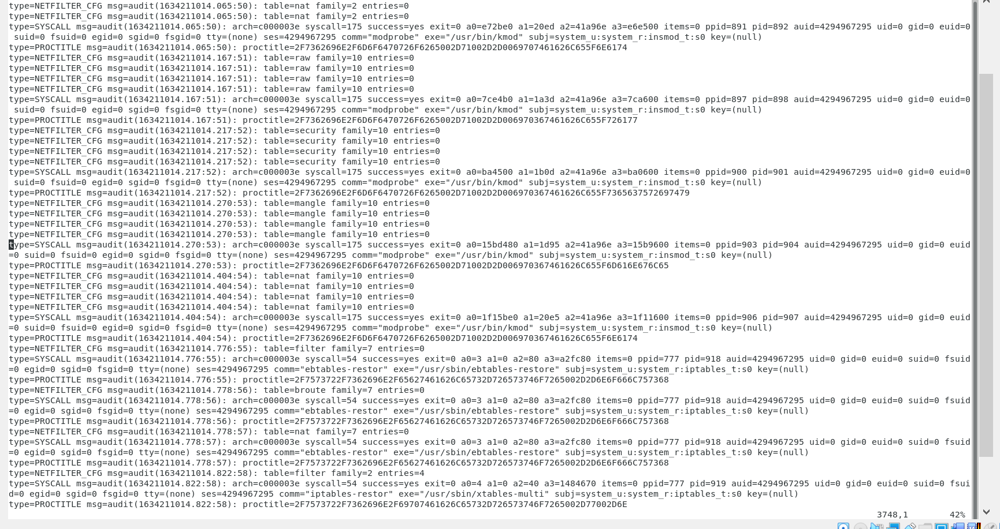 type=NETFILTER_CFG msg=audit(1634211014.065:50): table=nat family=2 entries=0
type=NETFILTER_CFG msg=audit(1634211014.065:50): table=nat family=2 entries=0
type=SYSCALL msg=audit(1634211014.065:50): arch=c000003e syscall=175 success=yes exit=0 a0=e72be0 a1=20ed a2=41a96e a3=e6e500 items=0 ppid=891 pid=892 auid=4294967295 uid=0 gid=0 euid=0
 suid=0 fsuid=0 egid=0 sgid=0 fsgid=0 tty=(none) ses=4294967295 comm="modprobe" exe="/usr/bin/kmod" subj=system_u:system_r:insmod_t:s0 key=(null)
type=PROCTITLE msg=audit(1634211014.065:50): proctitle=2F7362696E2F6D6F6470726F6265002D71002D2D0069707461626C655F6E6174
type=NETFILTER_CFG msg=audit(1634211014.167:51): table=raw family=10 entries=0
type=NETFILTER_CFG msg=audit(1634211014.167:51): table=raw family=10 entries=0
type=NETFILTER_CFG msg=audit(1634211014.167:51): table=raw family=10 entries=0
type=NETFILTER_CFG msg=audit(1634211014.167:51): table=raw family=10 entries=0
type=SYSCALL msg=audit(1634211014.167:51): arch=c000003e syscall=175 success=yes exit=0 a0=7ce4b0 a1=1a3d a2=41a96e a3=7ca600 items=0 ppid=897 pid=898 auid=4294967295 uid=0 gid=0 euid=0
 suid=0 fsuid=0 egid=0 sgid=0 fsgid=0 tty=(none) ses=4294967295 comm="modprobe" exe="/usr/bin/kmod" subj=system_u:system_r:insmod_t:s0 key=(null)
type=PROCTITLE msg=audit(1634211014.167:51): proctitle=2F7362696E2F6D6F6470726F6265002D71002D2D006970367461626C655F726177
type=NETFILTER_CFG msg=audit(1634211014.217:52): table=security family=10 entries=0
type=NETFILTER_CFG msg=audit(1634211014.217:52): table=security family=10 entries=0
type=NETFILTER_CFG msg=audit(1634211014.217:52): table=security family=10 entries=0
type=NETFILTER_CFG msg=audit(1634211014.217:52): table=security family=10 entries=0
type=SYSCALL msg=audit(1634211014.217:52): arch=c000003e syscall=175 success=yes exit=0 a0=ba4500 a1=1b0d a2=41a96e a3=ba0600 items=0 ppid=900 pid=901 auid=4294967295 uid=0 gid=0 euid=0
 suid=0 fsuid=0 egid=0 sgid=0 fsgid=0 tty=(none) ses=4294967295 comm="modprobe" exe="/usr/bin/kmod" subj=system_u:system_r:insmod_t:s0 key=(null)
type=PROCTITLE msg=audit(1634211014.217:52): proctitle=2F7362696E2F6D6F6470726F6265002D71002D2D006970367461626C655F7365637572697479
type=NETFILTER_CFG msg=audit(1634211014.270:53): table=mangle family=10 entries=0
type=NETFILTER_CFG msg=audit(1634211014.270:53): table=mangle family=10 entries=0
type=NETFILTER_CFG msg=audit(1634211014.270:53): table=mangle family=10 entries=0
type=NETFILTER_CFG msg=audit(1634211014.270:53): table=mangle family=10 entries=0
type=SYSCALL msg=audit(1634211014.270:53): arch=c000003e syscall=175 success=yes exit=0 a0=15bd480 a1=1d95 a2=41a96e a3=15b9600 items=0 ppid=903 pid=904 auid=4294967295 uid=0 gid=0 euid
=0 suid=0 fsuid=0 egid=0 sgid=0 fsgid=0 tty=(none) ses=4294967295 comm="modprobe" exe="/usr/bin/kmod" subj=system_u:system_r:insmod_t:s0 key=(null)
type=PROCTITLE msg=audit(1634211014.270:53): proctitle=2F7362696E2F6D6F6470726F6265002D71002D2D006970367461626C655F6D616E676C65
type=NETFILTER_CFG msg=audit(1634211014.404:54): table=nat family=10 entries=0
type=NETFILTER_CFG msg=audit(1634211014.404:54): table=nat family=10 entries=0
type=NETFILTER_CFG msg=audit(1634211014.404:54): table=nat family=10 entries=0
type=NETFILTER_CFG msg=audit(1634211014.404:54): table=nat family=10 entries=0
type=SYSCALL msg=audit(1634211014.404:54): arch=c000003e syscall=175 success=yes exit=0 a0=1f15be0 a1=20e5 a2=41a96e a3=1f11600 items=0 ppid=906 pid=907 auid=4294967295 uid=0 gid=0 euid
=0 suid=0 fsuid=0 egid=0 sgid=0 fsgid=0 tty=(none) ses=4294967295 comm="modprobe" exe="/usr/bin/kmod" subj=system_u:system_r:insmod_t:s0 key=(null)
type=PROCTITLE msg=audit(1634211014.404:54): proctitle=2F7362696E2F6D6F6470726F6265002D71002D2D006970367461626C655F6E6174
type=NETFILTER_CFG msg=audit(1634211014.776:55): table=filter family=7 entries=0
type=SYSCALL msg=audit(1634211014.776:55): arch=c000003e syscall=54 success=yes exit=0 a0=3 a1=0 a2=80 a3=a2fc80 items=0 ppid=777 pid=918 auid=4294967295 uid=0 gid=0 euid=0 suid=0 fsuid
=0 egid=0 sgid=0 fsgid=0 tty=(none) ses=4294967295 comm="ebtables-restor" exe="/usr/sbin/ebtables-restore" subj=system_u:system_r:iptables_t:s0 key=(null)
type=PROCTITLE msg=audit(1634211014.776:55): proctitle=2F7573722F7362696E2F65627461626C65732D726573746F7265002D2D6E6F666C757368
type=NETFILTER_CFG msg=audit(1634211014.778:56): table=broute family=7 entries=0
type=SYSCALL msg=audit(1634211014.778:56): arch=c000003e syscall=54 success=yes exit=0 a0=3 a1=0 a2=80 a3=a2fc80 items=0 ppid=777 pid=918 auid=4294967295 uid=0 gid=0 euid=0 suid=0 fsuid
=0 egid=0 sgid=0 fsgid=0 tty=(none) ses=4294967295 comm="ebtables-restor" exe="/usr/sbin/ebtables-restore" subj=system_u:system_r:iptables_t:s0 key=(null)
type=PROCTITLE msg=audit(1634211014.778:56): proctitle=2F7573722F7362696E2F65627461626C65732D726573746F7265002D2D6E6F666C757368
type=NETFILTER_CFG msg=audit(1634211014.778:57): table=nat family=7 entries=0
type=SYSCALL msg=audit(1634211014.778:57): arch=c000003e syscall=54 success=yes exit=0 a0=3 a1=0 a2=80 a3=a2fc80 items=0 ppid=777 pid=918 auid=4294967295 uid=0 gid=0 euid=0 suid=0 fsuid
=0 egid=0 sgid=0 fsgid=0 tty=(none) ses=4294967295 comm="ebtables-restor" exe="/usr/sbin/ebtables-restore" subj=system_u:system_r:iptables_t:s0 key=(null)
type=PROCTITLE msg=audit(1634211014.778:57): proctitle=2F7573722F7362696E2F65627461626C65732D726573746F7265002D2D6E6F666C757368
type=NETFILTER_CFG msg=audit(1634211014.822:58): table=filter family=2 entries=4
type=SYSCALL msg=audit(1634211014.822:58): arch=c000003e syscall=54 success=yes exit=0 a0=4 a1=0 a2=40 a3=1484670 items=0 ppid=777 pid=919 auid=4294967295 uid=0 gid=0 euid=0 suid=0 fsui
d=0 egid=0 sgid=0 fsgid=0 tty=(none) ses=4294967295 comm="iptables-restor" exe="/usr/sbin/xtables-multi" subj=system_u:system_r:iptables_t:s0 key=(null)
type=PROCTITLE msg=audit(1634211014.822:58): proctitle=2F7573722F7362696E2F69707461626C65732D726573746F7265002D77002D6E
3748,1 42%